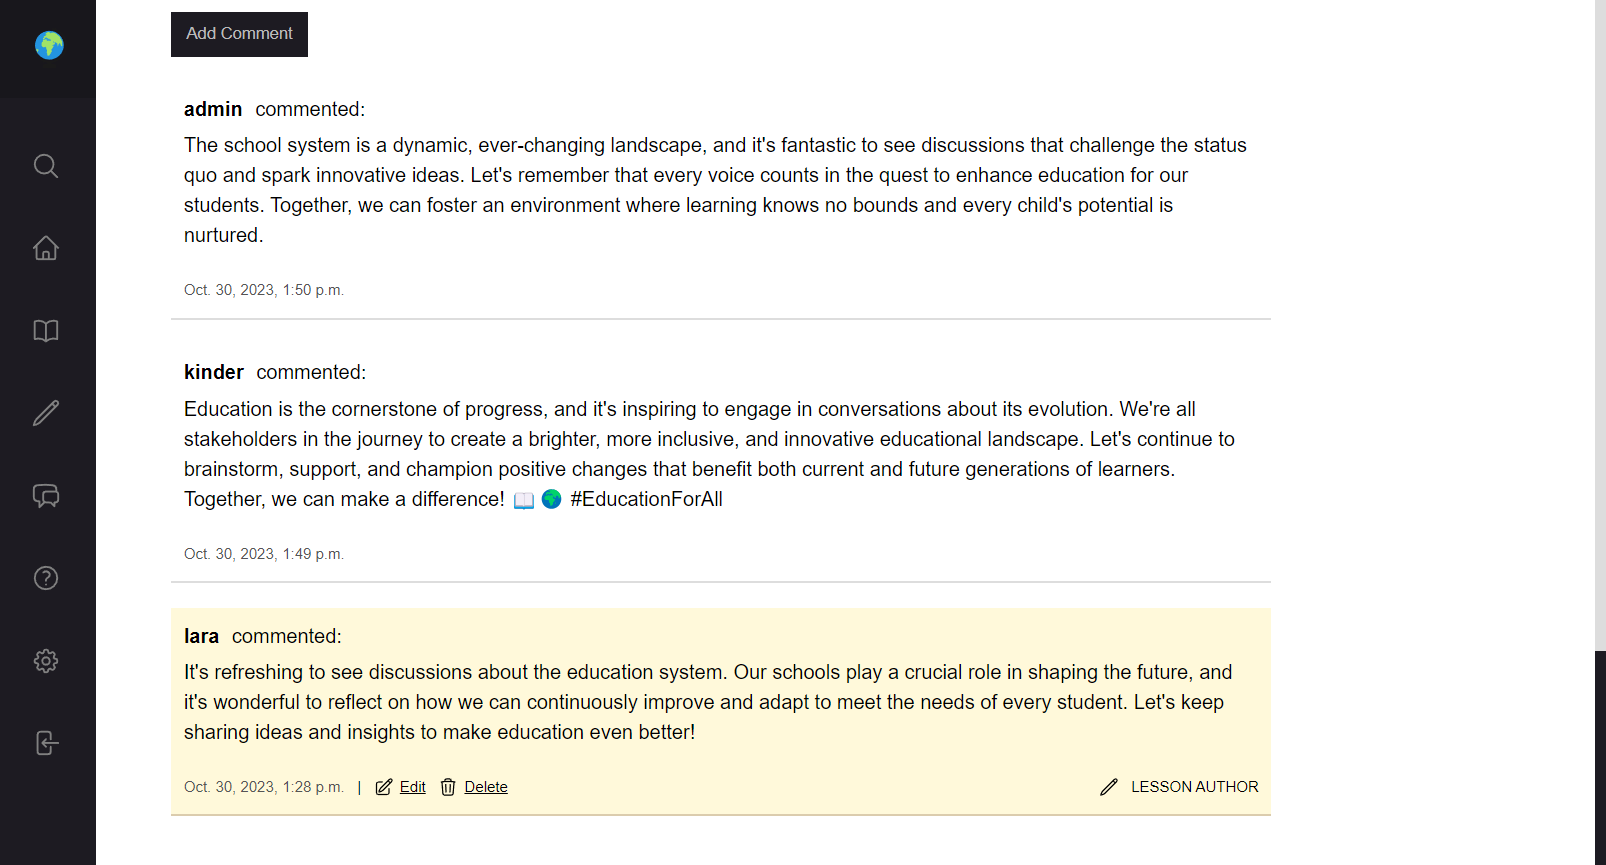 Add Comment
admin commented:
The school system is a dynamic, ever-changing landscape, and it's fantastic to see discussions that challenge the status
quo and spark innovative ideas. Let's remember that every voice counts in the quest to enhance education for our
students. Together, we can foster an environment where learning knows no bounds and every child's potential is
nurtured.
Oct. 30, 2023, 1:50 p.m.
kinder commented:
Education is the cornerstone of progress, and it's inspiring to engage in conversations about its evolution. We're all
stakeholders in the journey to create a brighter, more inclusive, and innovative educational landscape. Let's continue to
brainstorm, support, and champion positive changes that benefit both current and future generations of learners.
Together, we can make a difference! 📖 🌍 #EducationForAll
Oct. 30, 2023, 1:49 p.m.
lara commented:
It's refreshing to see discussions about the education system. Our schools play a crucial role in shaping the future, and
it's wonderful to reflect on how we can continuously improve and adapt to meet the needs of every student. Let's keep
sharing ideas and insights to make education even better!
Oct. 30, 2023, 1:28 p.m. | Edit Delete LESSON AUTHOR